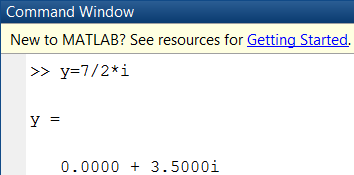 Command Window
New to MATLAB? See resources for Getting Started.
>> y=7/2*i
y =
0.0000 + 3.5000i